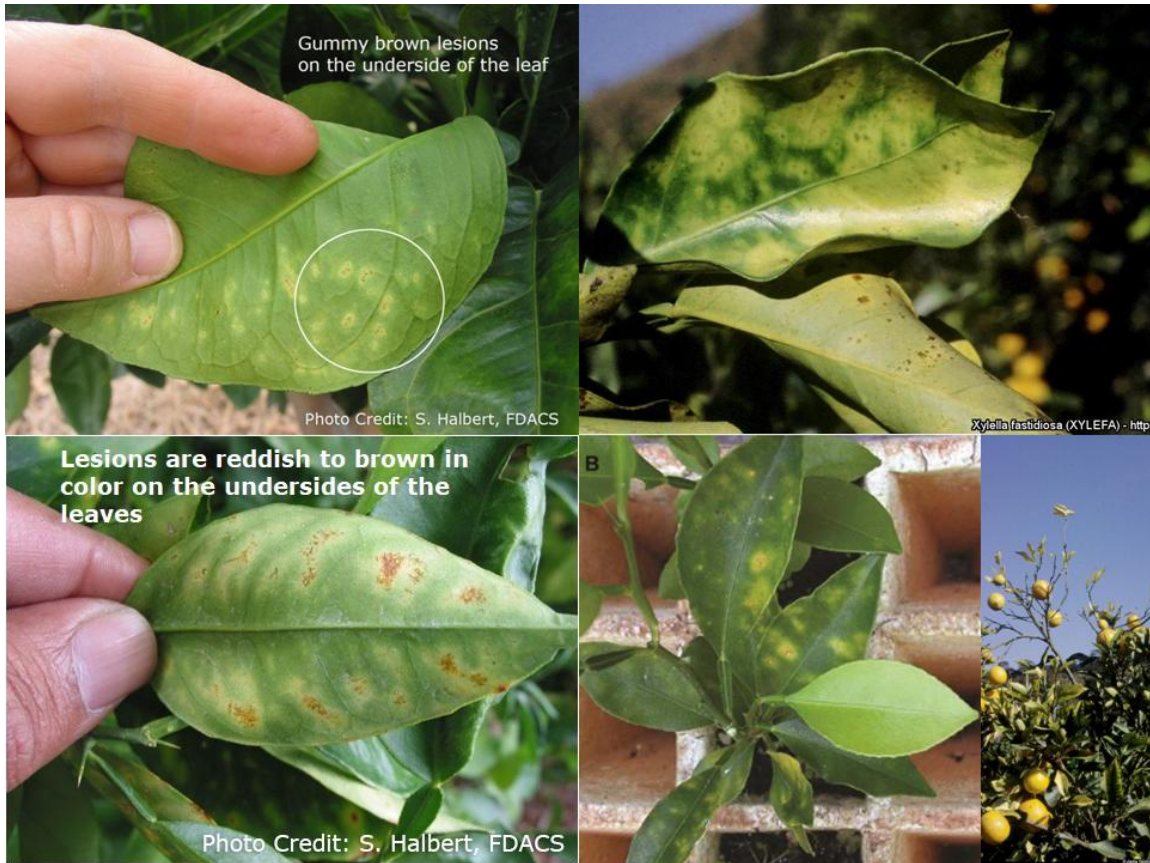 Gummy brown lesions
on the underside of the leaf
Photo Credit: S. Halbert, FDACS
Xylella fastidiosa (XYLEFA) - http
Lesions are reddish to brown in
color on the undersides of the
leaves
Photo Credit: S. Halbert, FDACS
B